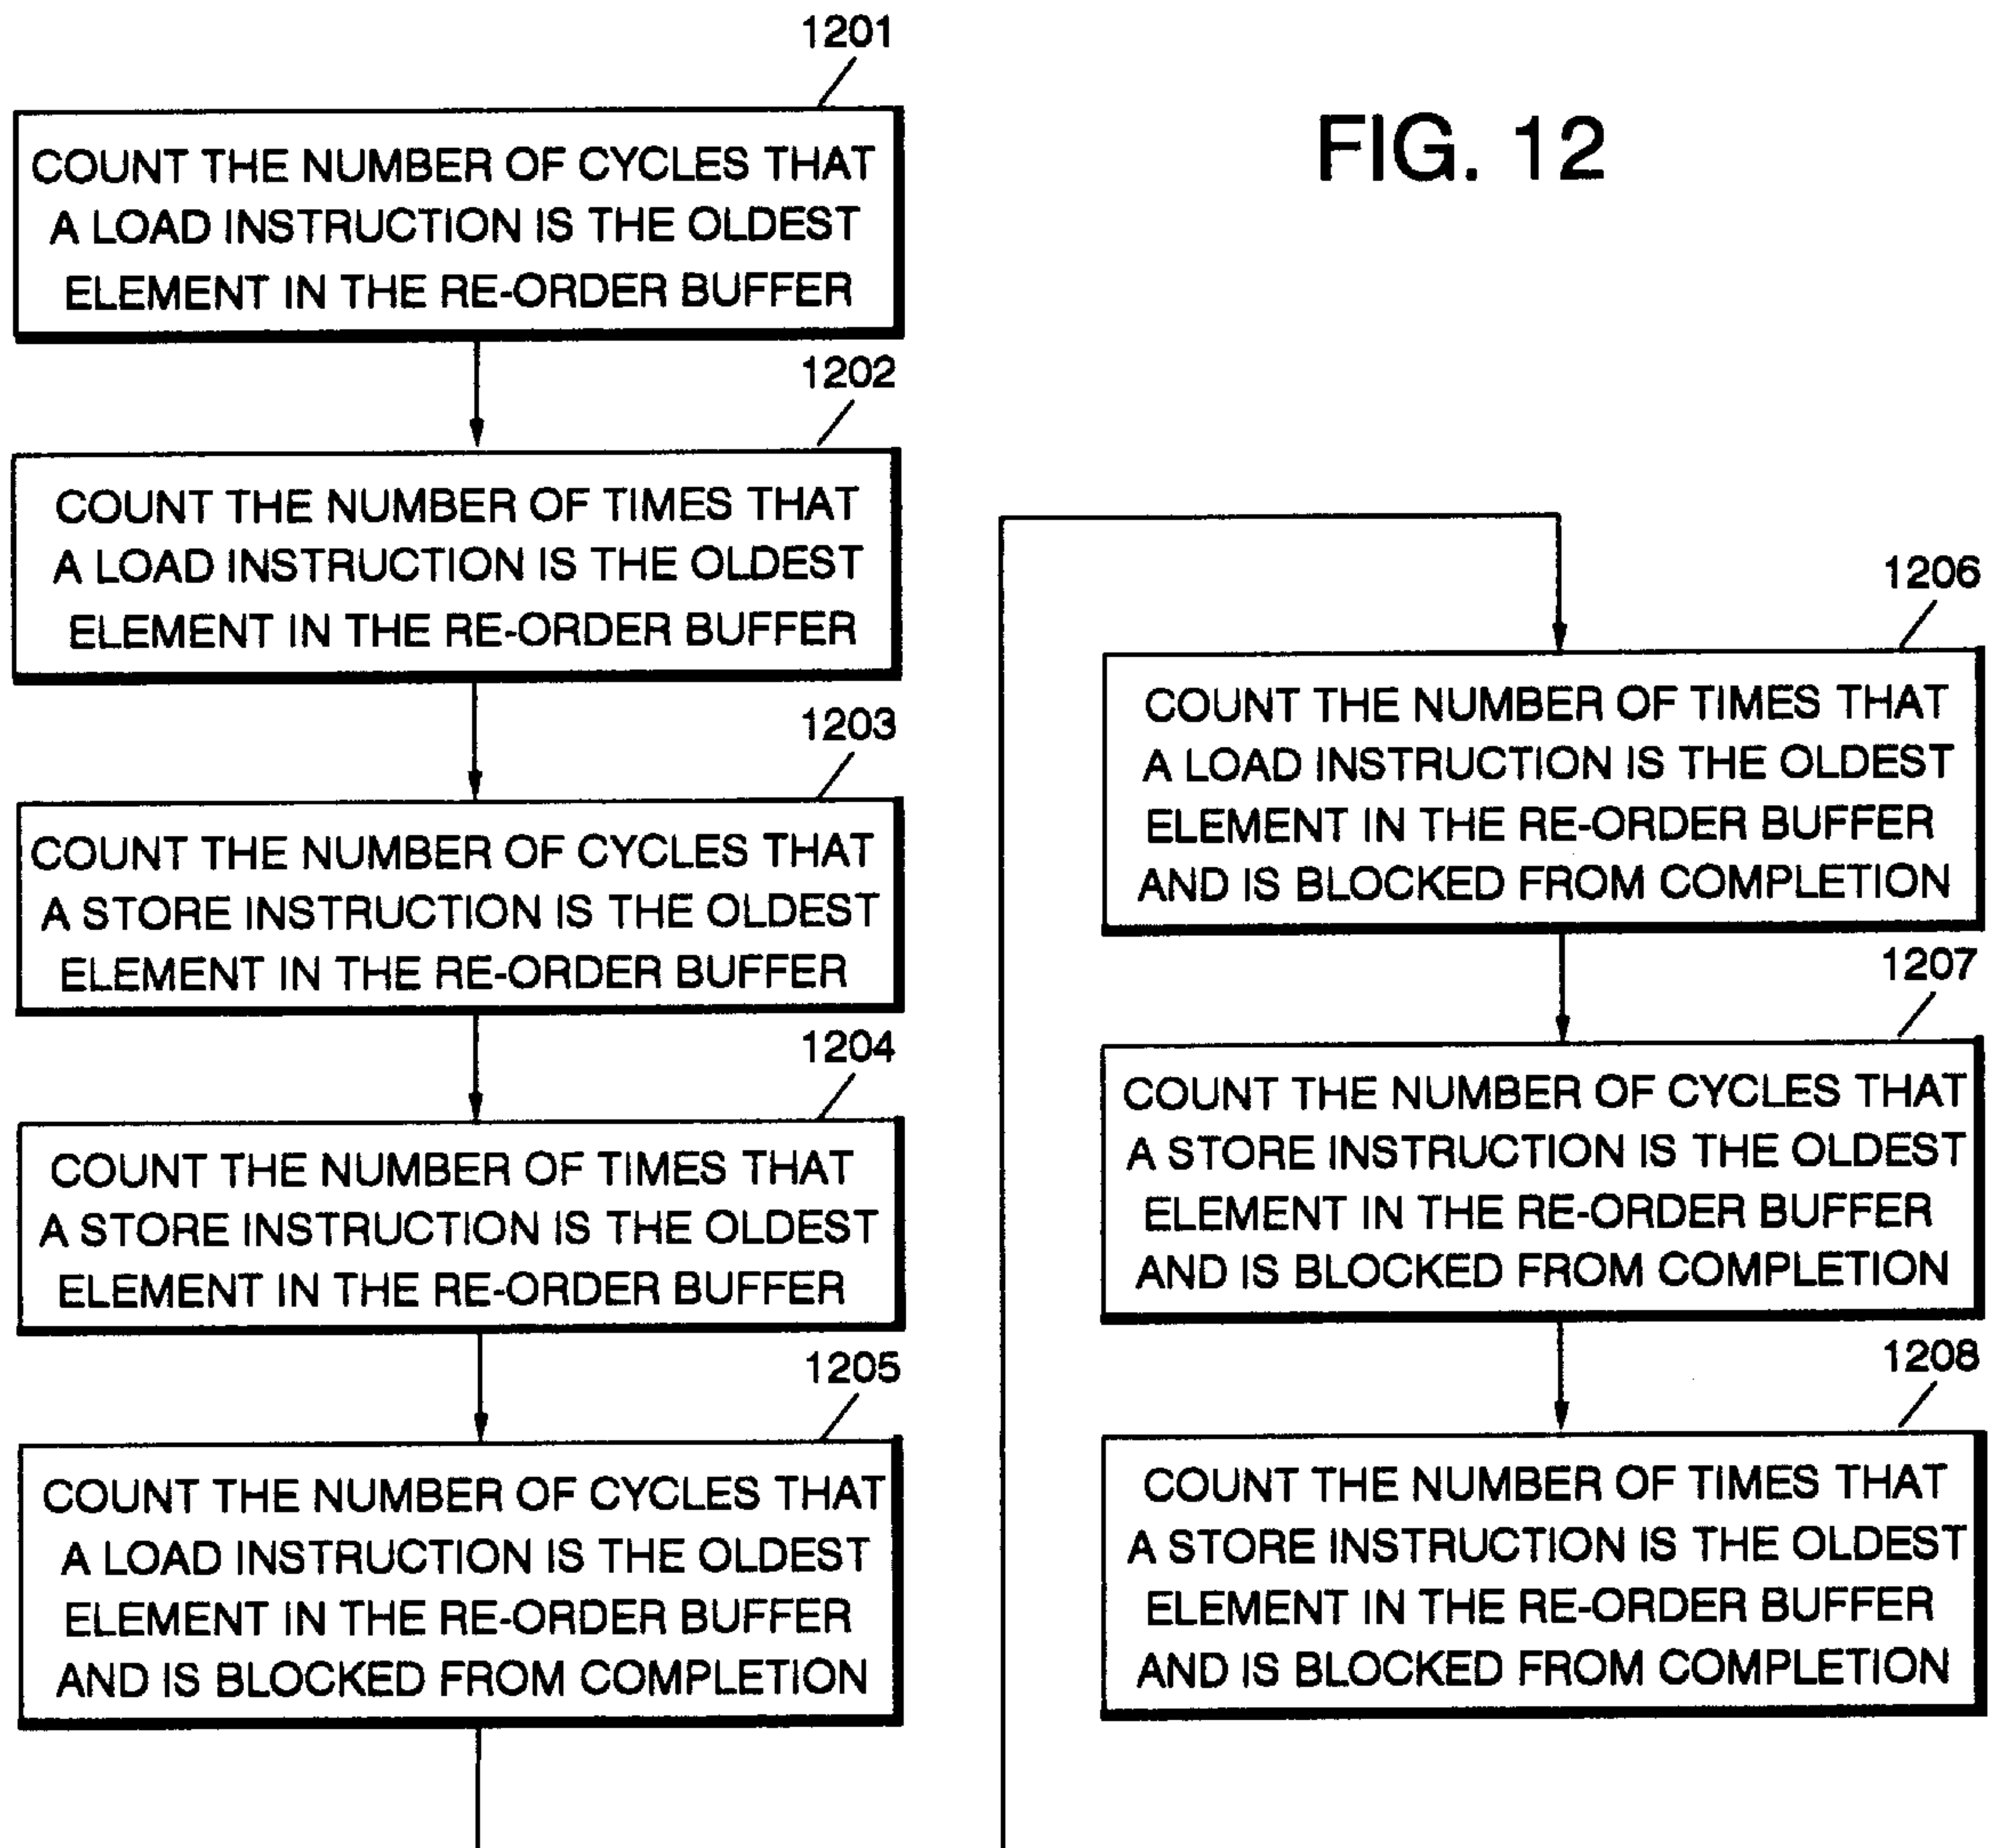 FIG. 12
1201
COUNT THE NUMBER OF CYCLES THAT
A LOAD INSTRUCTION IS THE OLDEST
ELEMENT IN THE RE-ORDER BUFFER
1202
COUNT THE NUMBER OF TIMES THAT
A LOAD INSTRUCTION IS THE OLDEST
ELEMENT IN THE RE-ORDER BUFFER
1203
COUNT THE NUMBER OF CYCLES THAT
A STORE INSTRUCTION IS THE OLDEST
ELEMENT IN THE RE-ORDER BUFFER
1204
COUNT THE NUMBER OF TIMES THAT
A STORE INSTRUCTION IS THE OLDEST
ELEMENT IN THE RE-ORDER BUFFER
1205
COUNT THE NUMBER OF CYCLES THAT
A LOAD INSTRUCTION IS THE OLDEST
ELEMENT IN THE RE-ORDER BUFFER
AND IS BLOCKED FROM COMPLETION
1206
COUNT THE NUMBER OF TIMES THAT
A LOAD INSTRUCTION IS THE OLDEST
ELEMENT IN THE RE-ORDER BUFFER
AND IS BLOCKED FROM COMPLETION
1207
COUNT THE NUMBER OF CYCLES THAT
A STORE INSTRUCTION IS THE OLDEST
ELEMENT IN THE RE-ORDER BUFFER
AND IS BLOCKED FROM COMPLETION
1208
COUNT THE NUMBER OF TIMES THAT
A STORE INSTRUCTION IS THE OLDEST
ELEMENT IN THE RE-ORDER BUFFER
AND IS BLOCKED FROM COMPLETION